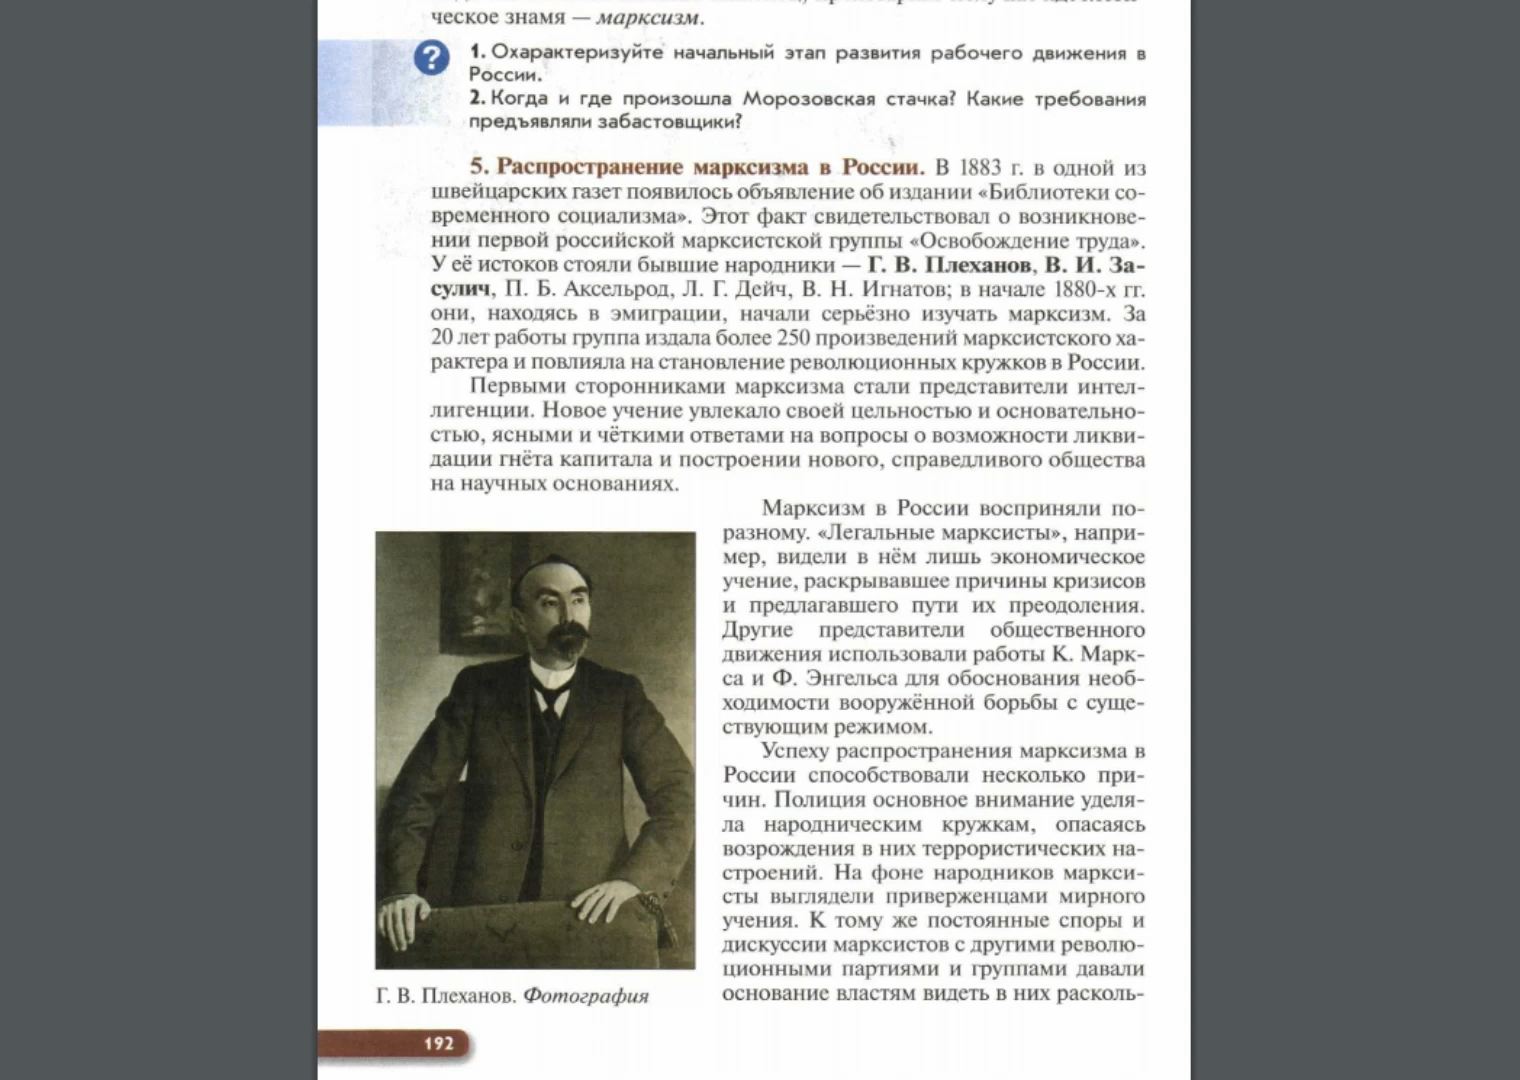 ческое знамя — марксизм.
?
1. Охарактеризуйте начальный этап развития рабочего движения в
России.
2. Когда и где произошла Морозовская стачка? Какие требования
предъявляли забастовщики?
5. Распространение марксизма в России. В 1883 г. в одной из
швейцарских газет появилось объявление об издании «Библиотеки со-
временного социализма». Этот факт свидетельствовал о возникнове-
нии первой российской марксистской группы «Освобождение труда».
У её истоков стояли бывшие народники — Г. В. Плеханов, В. И. За-
сулич, П. Б. Аксельрод, Л. Г. Дейч, В. Н. Игнатов; в начале 1880-х гг.
они, находясь в эмиграции, начали серьёзно изучать марксизм. За
20 лет работы группа издала более 250 произведений марксистского ха-
рактера и повлияла на становление революционных кружков в России.
Первыми сторонниками марксизма стали представители интел-
лигенции. Новое учение увлекало своей цельностью и основательно-
стью, ясными и чёткими ответами на вопросы о возможности ликви-
дации гнёта капитала и построении нового, справедливого общества
на научных основаниях.
Марксизм в России восприняли по-
разному. «Легальные марксисты», напри-
мер, видели в нём лишь экономическое
учение, раскрывавшее причины кризисов
и предлагавшего пути их преодоления.
Другие представители общественного
движения использовали работы К. Марк-
са и Ф. Энгельса для обоснования необ-
ходимости вооружённой борьбы с суще-
ствующим режимом.
Успеху распространения марксизма в
России способствовали несколько при-
чин. Полиция основное внимание уделя-
ла народническим кружкам, опасаясь
возрождения в них террористических на-
строений. На фоне народников маркси-
сты выглядели приверженцами мирного
учения. К тому же постоянные споры и
дискуссии марксистов с другими револю-
ционными партиями и группами давали
основание властям видеть в них расколь-
Г. В. Плеханов. Фотография
192